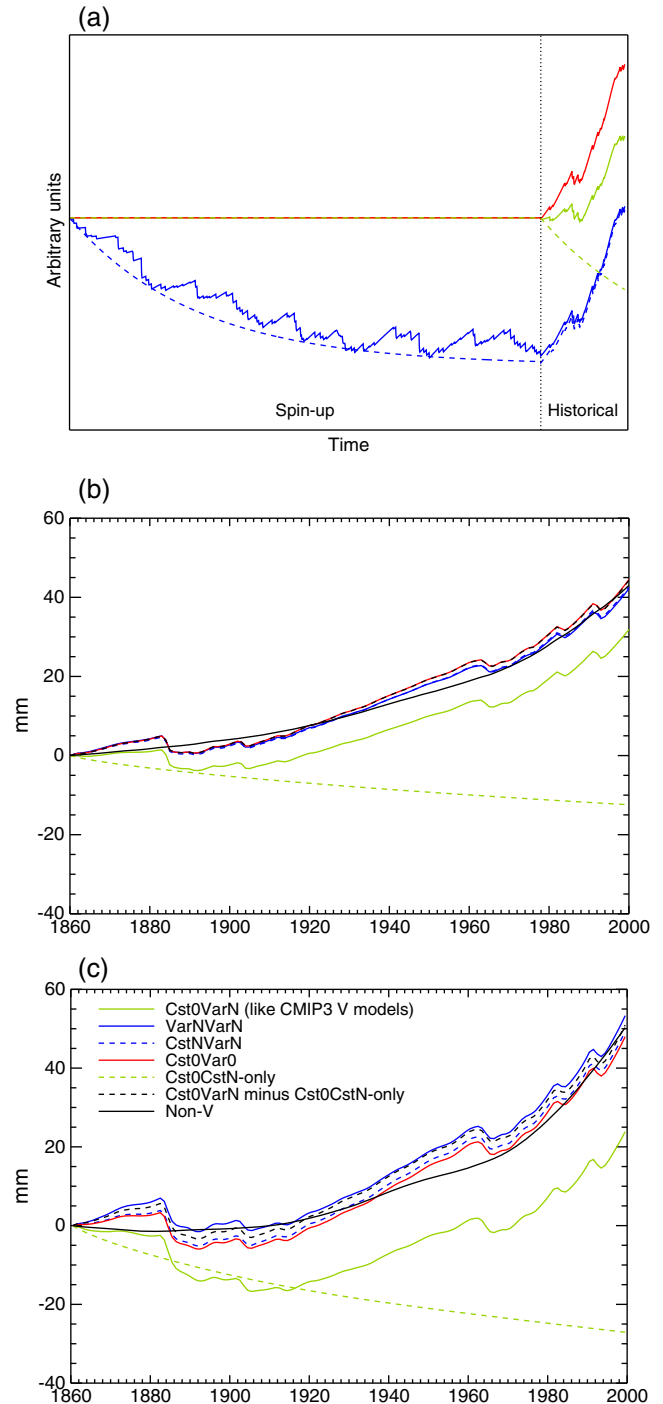 (a)
Arbitrary units
Spin-up
Historical
Time
(b)
60
40
20
0
-20
-40
mm
1860 1880 1900 1920 1940 1960 1980 2000
(c)
60
40
20
0
-20
-40
mm
Cst0VarN (like CMIP3 V models)
VarNVarN
CstNVarN
Cst0Var0
Cst0CstN-only
Cst0VarN minus Cst0CstN-only
Non-V
1860 1880 1900 1920 1940 1960 1980 2000